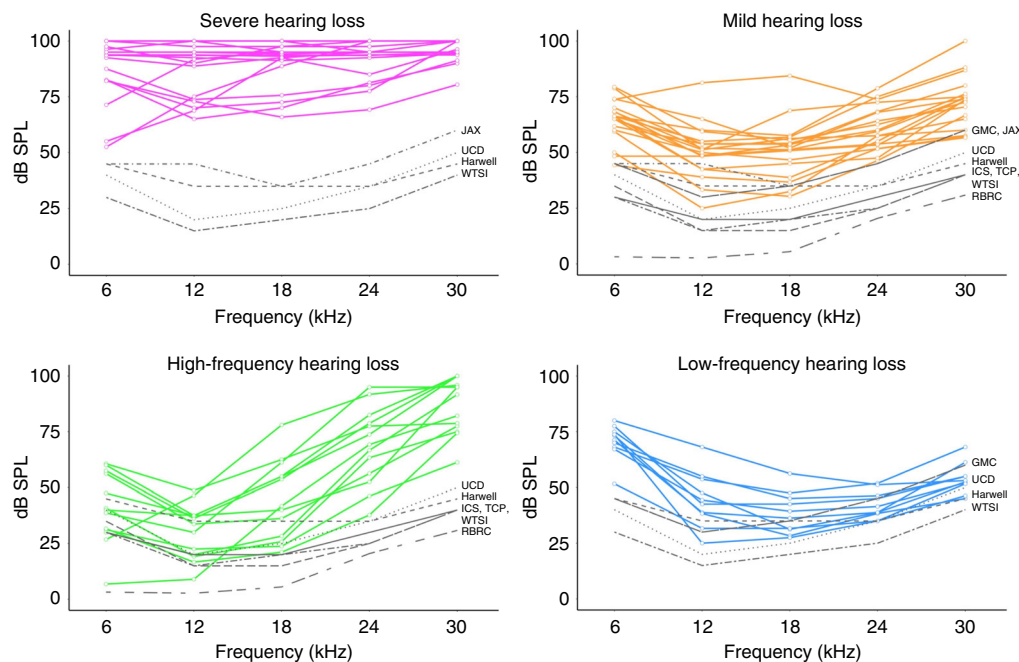 Severe hearing loss
100
75
50
25
0
dB SPL
JAX
UCD
Harwell
WTSI
6 12 18 24 30
Frequency (kHz)
Mild hearing loss
100
75
50
25
0
dB SPL
GMC, JAX
UCD
Harwell
ICS, TCP,
WTSI
RBRC
6 12 18 24 30
Frequency (kHz)
High-frequency hearing loss
100
75
50
25
0
dB SPL
UCD
Harwell
ICS, TCP,
WTSI
RBRC
6 12 18 24 30
Frequency (kHz)
Low-frequency hearing loss
100
75
50
25
0
dB SPL
GMC
UCD
Harwell
WTSI
6 12 18 24 30
Frequency (kHz)